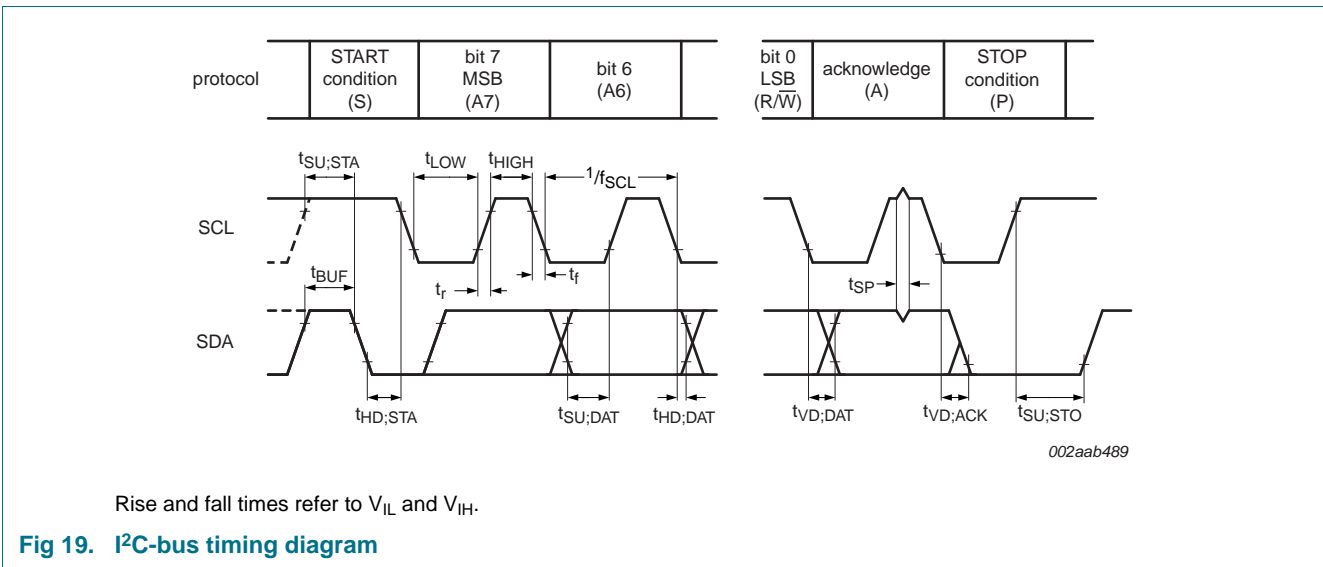 protocol
START
condition
(S)
bit 7
MSB
(A7)
bit 6
(A6)
bit 0
LSB
(R/W̅)
acknowledge
(A)
STOP
condition
(P)
tSU;STA
tLOW
tHIGH
1/fSCL
SCL
tBUF
tr
tf
tSP
SDA
tHD;STA
tSU;DAT
tHD;DAT
tVD;DAT
tVD;ACK
tSU;STO
002aab489
Rise and fall times refer to VIL and VIH.
Fig 19. I²C-bus timing diagram